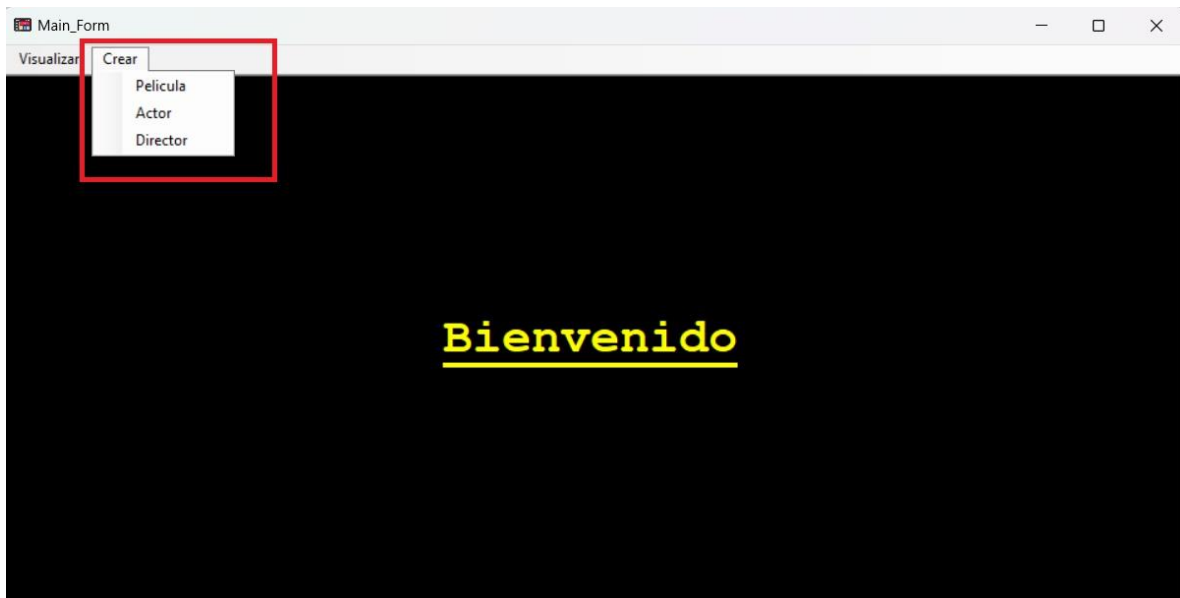 Main_Form
Visualizar Crear
Pelicula
Actor
Director
Bienvenido